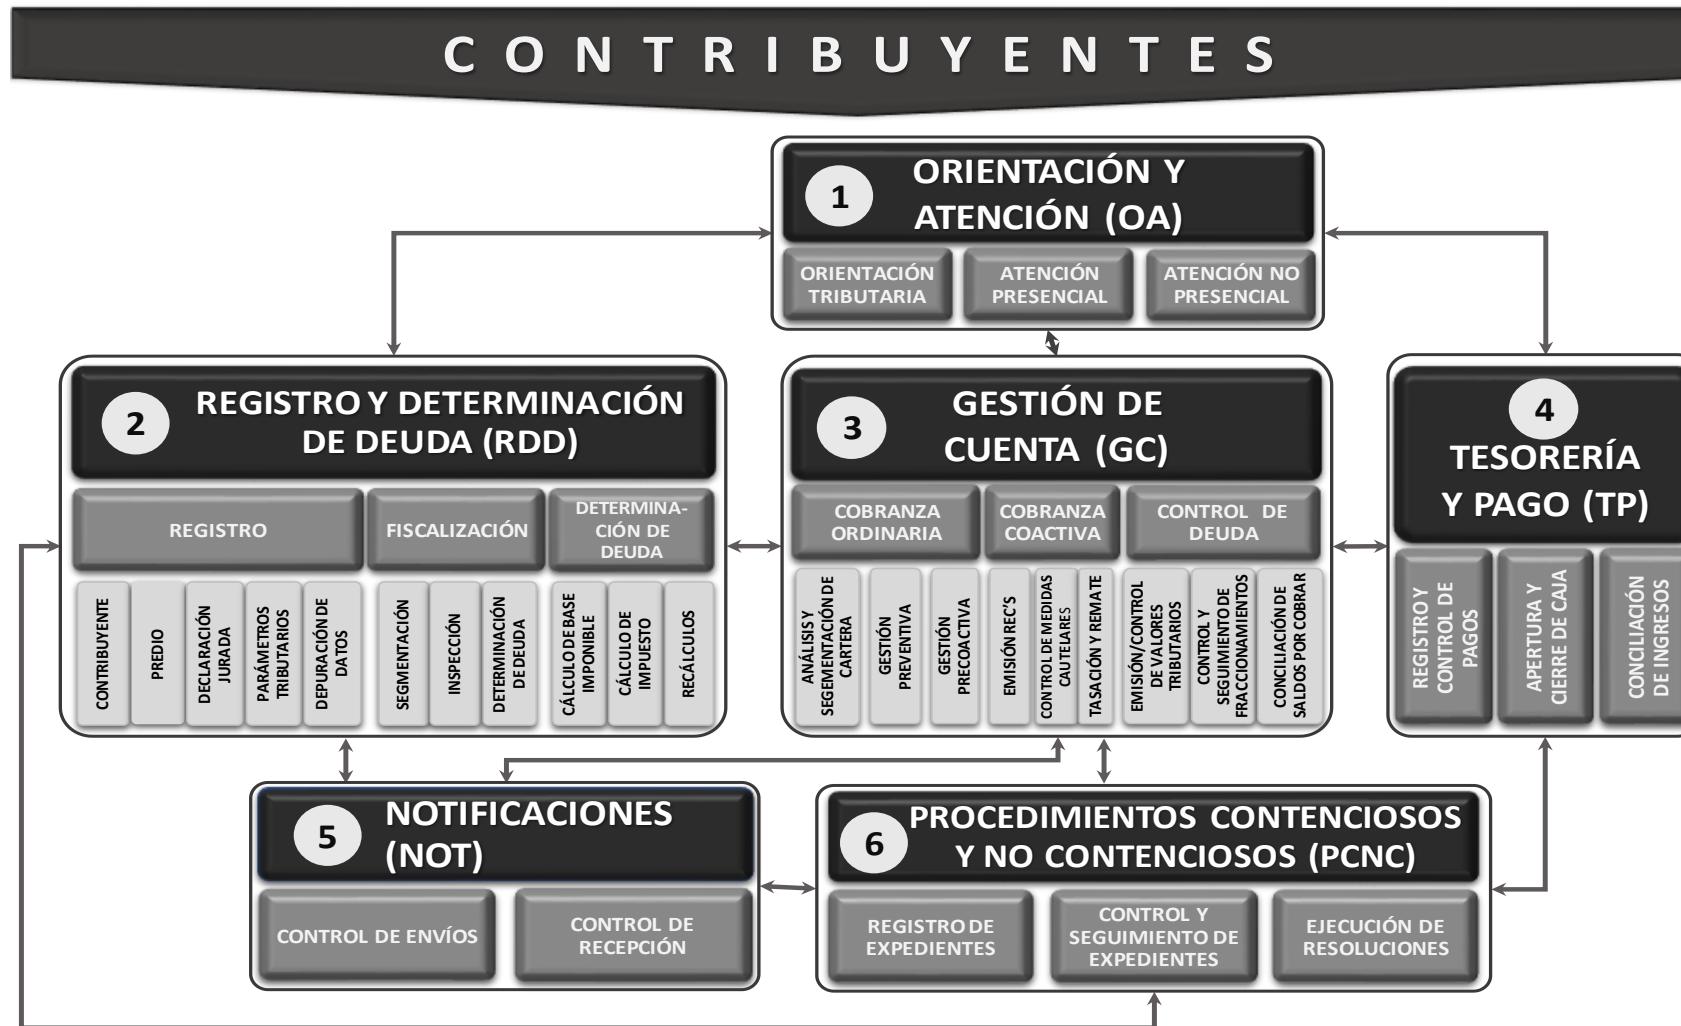 CONTRIBUYENTES
1
ORIENTACIÓN Y
ATENCIÓN (OA)
ORIENTACIÓN
TRIBUTARIA
ATENCIÓN
PRESENCIAL
ATENCIÓN NO
PRESENCIAL
2
REGISTRO Y DETERMINACIÓN
DE DEUDA (RDD)
REGISTRO
FISCALIZACIÓN
DETERMINA-
CIÓN DE
DEUDA
CONTRIBUYENTE
PREDIO
DECLARACIÓN
JURADA
PARÁMETROS
TRIBUTARIOS
DEPURACIÓN DE
DATOS
SEGMENTACIÓN
INSPECCIÓN
DETERMINACIÓN
DE DEUDA
CÁLCULO DE BASE
IMPONIBLE
CÁLCULO DE
IMPUESTO
RECÁLCULOS
3
GESTIÓN DE
CUENTA (GC)
COBRANZA
ORDINARIA
COBRANZA
COACTIVA
CONTROL DE
DEUDA
ANÁLISIS Y
SEGEMENTACIÓN DE
CARTERA
GESTIÓN
PREVENTIVA
GESTIÓN
PRECOACTIVA
EMISIÓN REC'S
CONTROL DE MEDIDAS
CAUTELARES
TASACIÓN Y REMATE
EMISIÓN/CONTROL
DE VALORES
TRIBUTARIOS
CONTROL Y
SEGUIMIENTO DE
FRACCIONAMIENTOS
CONCILIACIÓN DE
SALDOS POR COBRAR
4
TESORERÍA
Y PAGO (TP)
REGISTRO Y
CONTROL DE
PAGOS
APERTURA Y
CIERRE DE CAJA
CONCILIACIÓN
DE INGRESOS
5
NOTIFICACIONES
(NOT)
CONTROL DE ENVÍOS
CONTROL DE
RECEPCIÓN
6
PROCEDIMIENTOS CONTENCIOSOS
Y NO CONTENCIOSOS (PCNC)
REGISTRO DE
EXPEDIENTES
CONTROL Y
SEGUIMIENTO DE
EXPEDIENTES
EJECUCIÓN DE
RESOLUCIONES